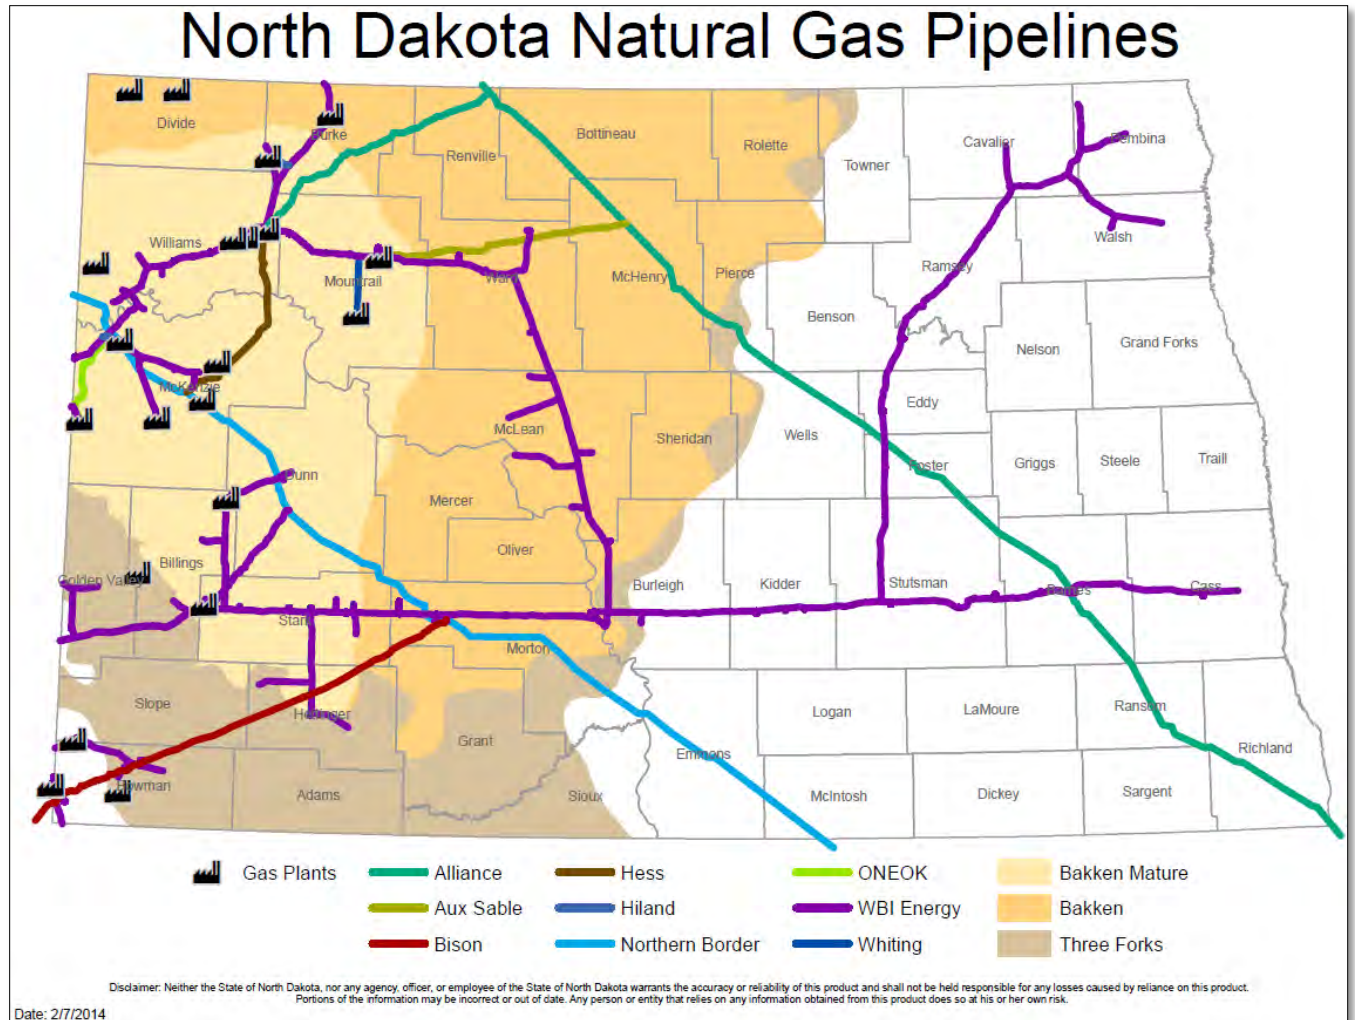 North Dakota Natural Gas Pipelines
Divide
Burke
Renville
Bottineau
Rolette
Towner
Cavalier
Pembina
Williams
Mountrail
Ward
McHenry
Pierce
Benson
Ramsey
Walsh
Nelson
Grand Forks
McKenzie
McLean
Sheridan
Wells
Eddy
Foster
Griggs
Steele
Traill
Dunn
Mercer
Oliver
Billings
Golden Valley
Burleigh
Kidder
Stutsman
Barnes
Cass
Stark
Morton
Slope
Hettinger
Grant
Emmons
Logan
LaMoure
Ransom
Richland
Bowman
Adams
Sioux
McIntosh
Dickey
Sargent
Gas Plants
Alliance
Hess
ONEOK
Bakken Mature
Aux Sable
Hiland
WBI Energy
Bakken
Bison
Northern Border
Whiting
Three Forks
Disclaimer: Neither the State of North Dakota, nor any agency, officer, or employee of the State of North Dakota warrants the accuracy or reliability of this product and shall not be held responsible for any losses caused by reliance on this product.
Portions of the information may be incorrect or out of date. Any person or entity that relies on any information obtained from this product does so at his or her own risk.
Date: 2/7/2014